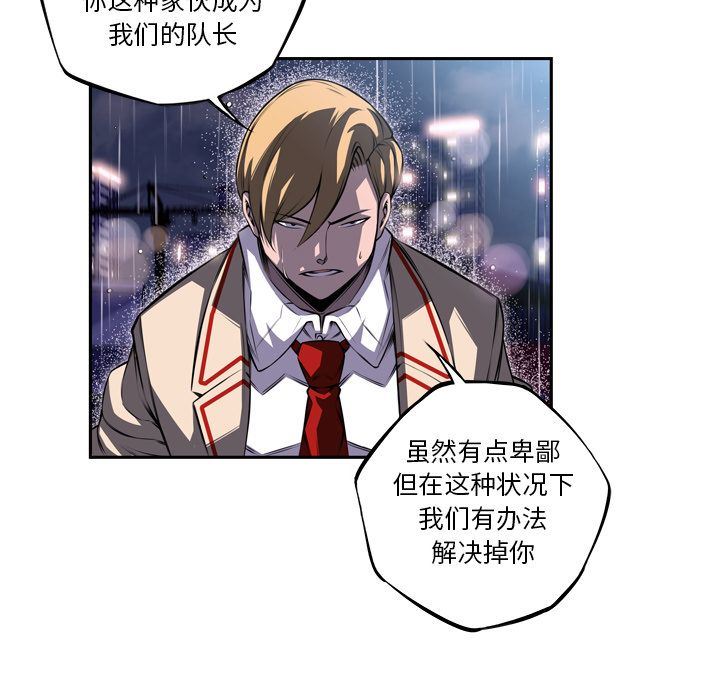 你这种家伙成为
我们的队长
虽然有点卑鄙
但在这种状况下
我们有办法
解决掉你